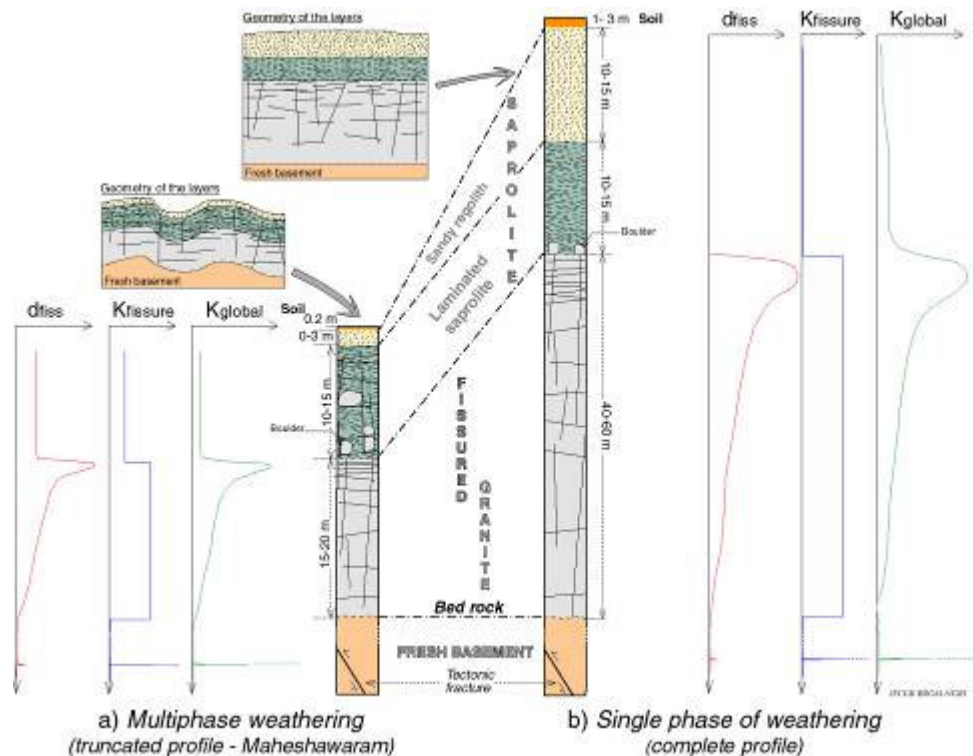 Geometry of the layers
Fresh basement
Geometry of the layers
Fresh basement
dfiss
Kfissure
Kglobal
Soil
0.2 m
0-3 m
10-15 m
Boulder
15-20 m
SAPROLITE
Sandy regolith
Laminated
saprolite
FISSURED
GRANITE
Bed rock
FRESH BASEMENT
Tectonic
fracture
1- 3 m
Soil
10-15 m
10-15 m
Boulder
40-60 m
dfiss
Kfissure
Kglobal
a) Multiphase weathering
(truncated profile - Maheshawaram)
b) Single phase of weathering
(complete profile)